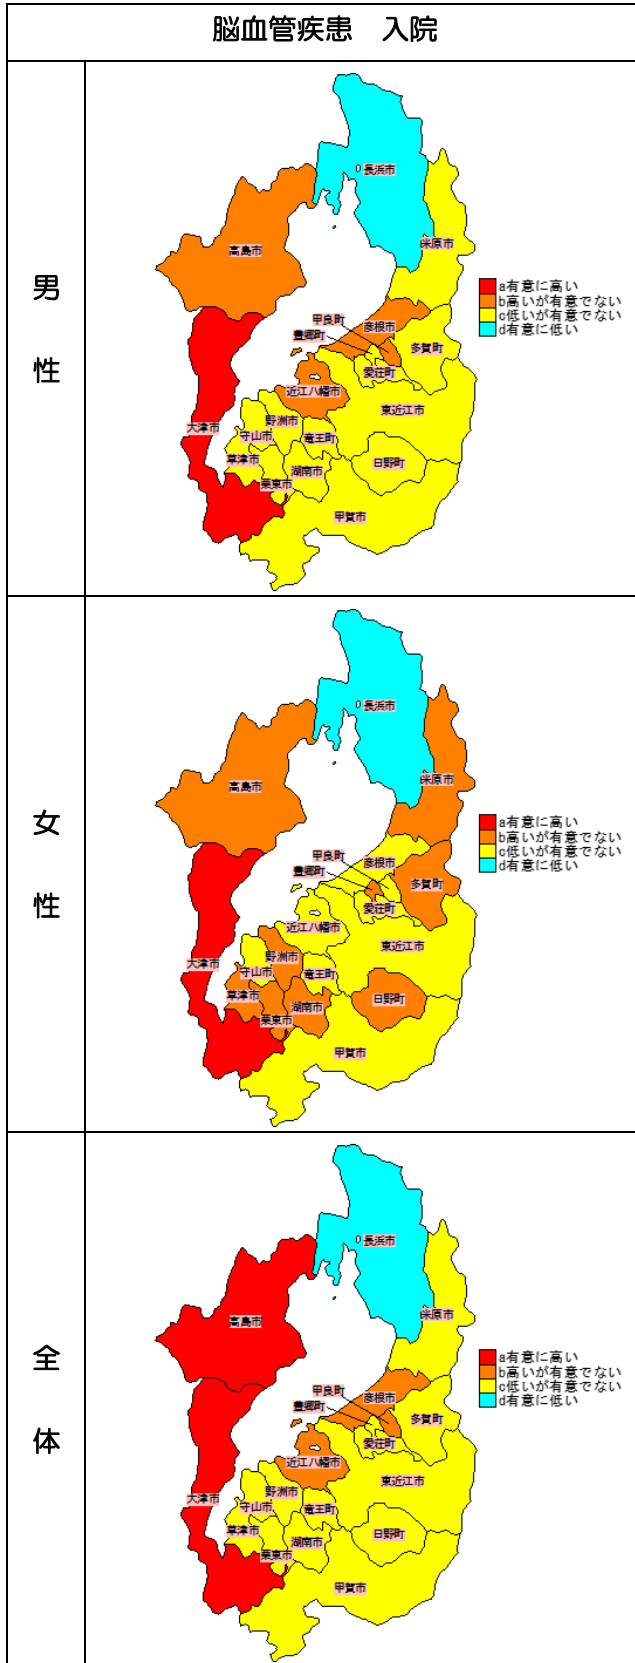 脳血管疾患　入院
男性
長浜市
高島市
米原市
a有意に高い
b高いが有意でない
c低いが有意でない
d有意に低い
甲良町
彦根市
豊郷町
多賀町
愛荘町
近江八幡市
東近江市
野洲市
大津市
守山市
竜王町
草津市
湖南市
日野町
栗東市
甲賀市
女性
長浜市
高島市
米原市
a有意に高い
b高いが有意でない
c低いが有意でない
d有意に低い
甲良町
彦根市
豊郷町
多賀町
愛荘町
近江八幡市
東近江市
野洲市
大津市
守山市
竜王町
草津市
湖南市
日野町
栗東市
甲賀市
全体
長浜市
高島市
米原市
a有意に高い
b高いが有意でない
c低いが有意でない
d有意に低い
甲良町
彦根市
豊郷町
多賀町
愛荘町
近江八幡市
東近江市
野洲市
大津市
守山市
竜王町
草津市
湖南市
日野町
栗東市
甲賀市